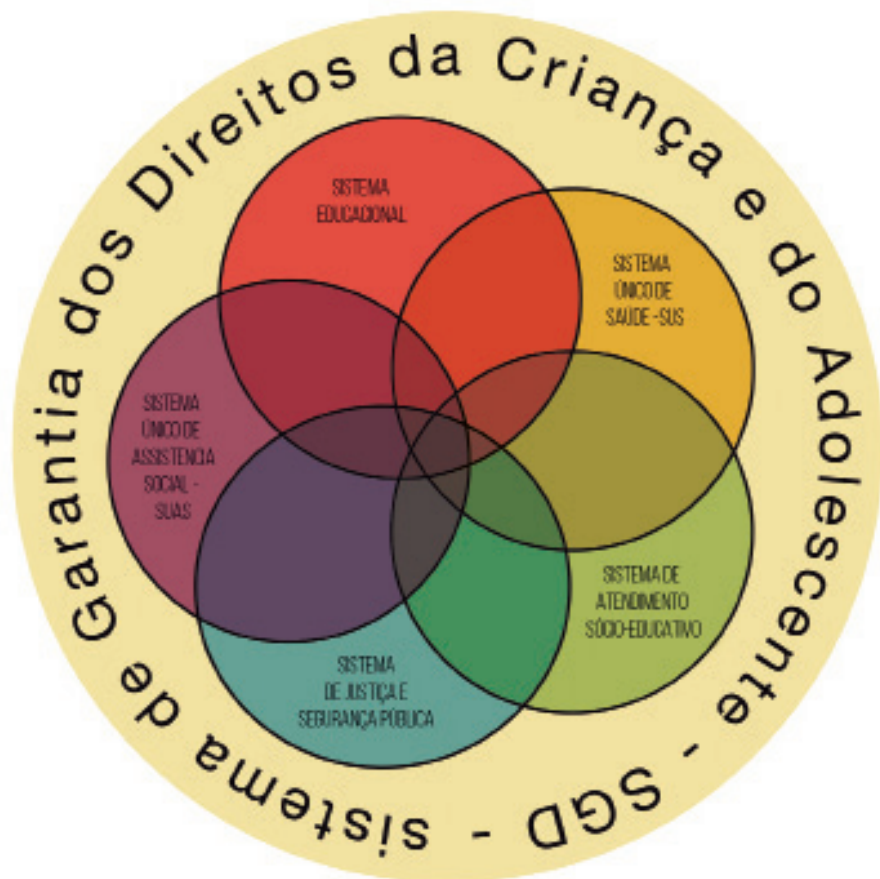 sistema de Garantia dos Direitos da Criança e do Adolescente - SGD -
SISTEMA
EDUCACIONAL
SISTEMA
ÚNICO DE
SAÚDE -SUS
SISTEMA
ÚNICO DE
ASSISTENCIA
SOCIAL -
SUAS
SISTEMA DE
ATENDIMENTO
SÓCIO-EDUCATIVO
SISTEMA
DE JUSTIÇA E
SEGURANÇA PÚBLICA